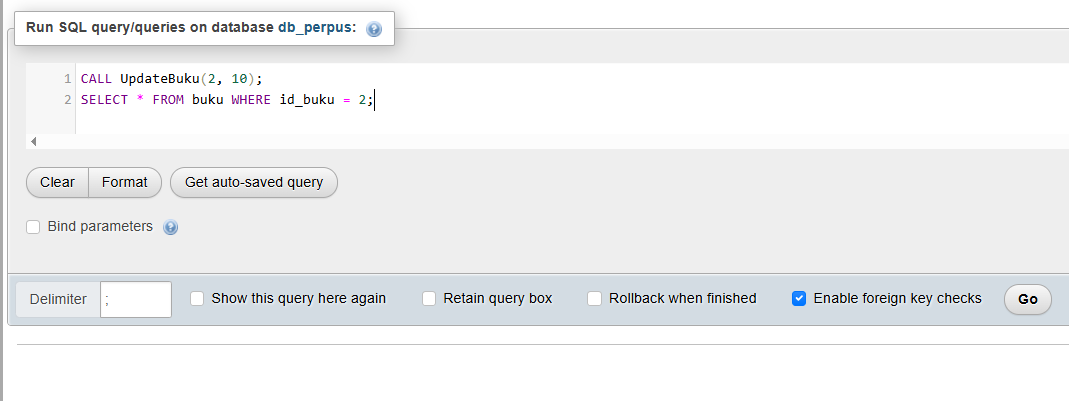 Run SQL query/queries on database db_perpus:
1 CALL UpdateBuku(2, 10);
2 SELECT * FROM buku WHERE id_buku = 2;
Clear Format Get auto-saved query
Bind parameters
Delimiter ; Show this query here again Retain query box Rollback when finished Enable foreign key checks Go